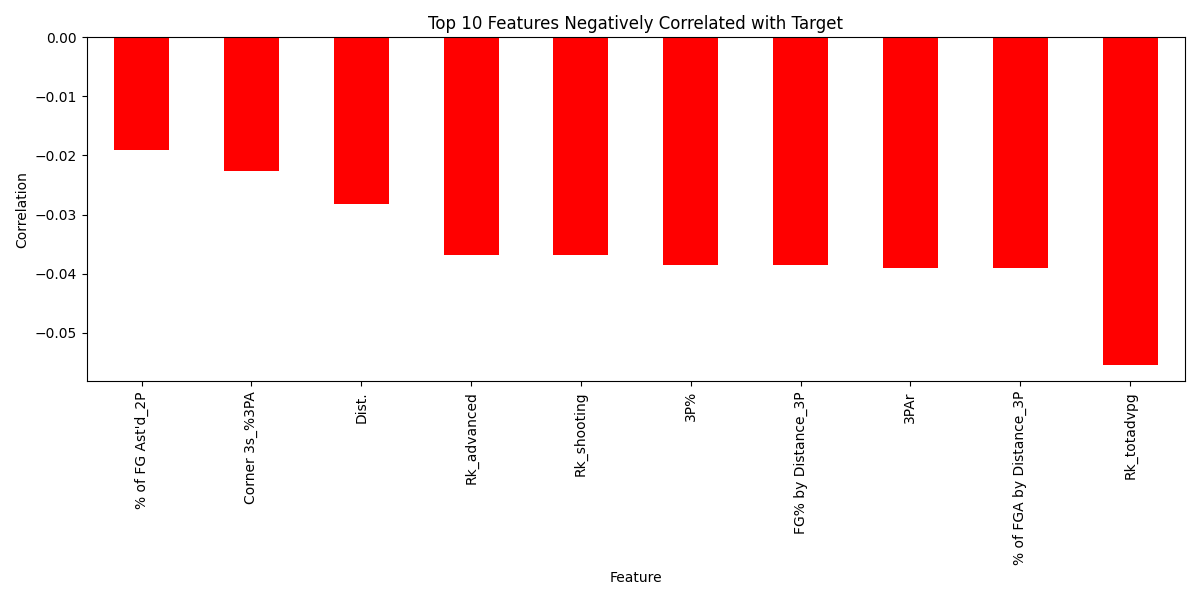 Top 10 Features Negatively Correlated with Target
Correlation
0.00
−0.01
−0.02
−0.03
−0.04
−0.05
% of FG Ast'd_2P
Corner 3s_%3PA
Dist.
Rk_advanced
Rk_shooting
3P%
FG% by Distance_3P
3PAr
% of FGA by Distance_3P
Rk_totadvpg
Feature